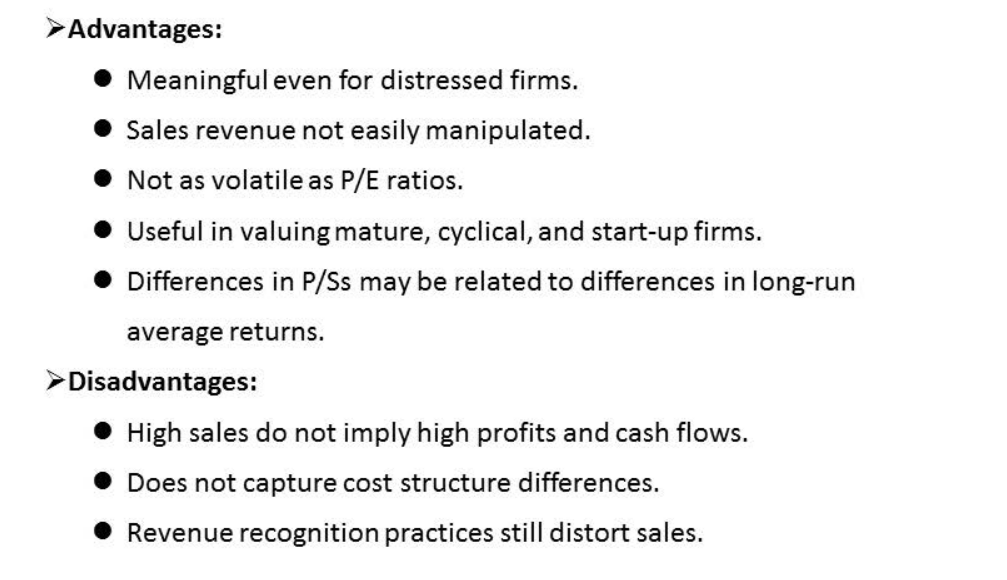 ➢Advantages:
● Meaningful even for distressed firms.
● Sales revenue not easily manipulated.
● Not as volatile as P/E ratios.
● Useful in valuing mature, cyclical, and start-up firms.
● Differences in P/Ss may be related to differences in long-run
average returns.
➢Disadvantages:
● High sales do not imply high profits and cash flows.
● Does not capture cost structure differences.
● Revenue recognition practices still distort sales.